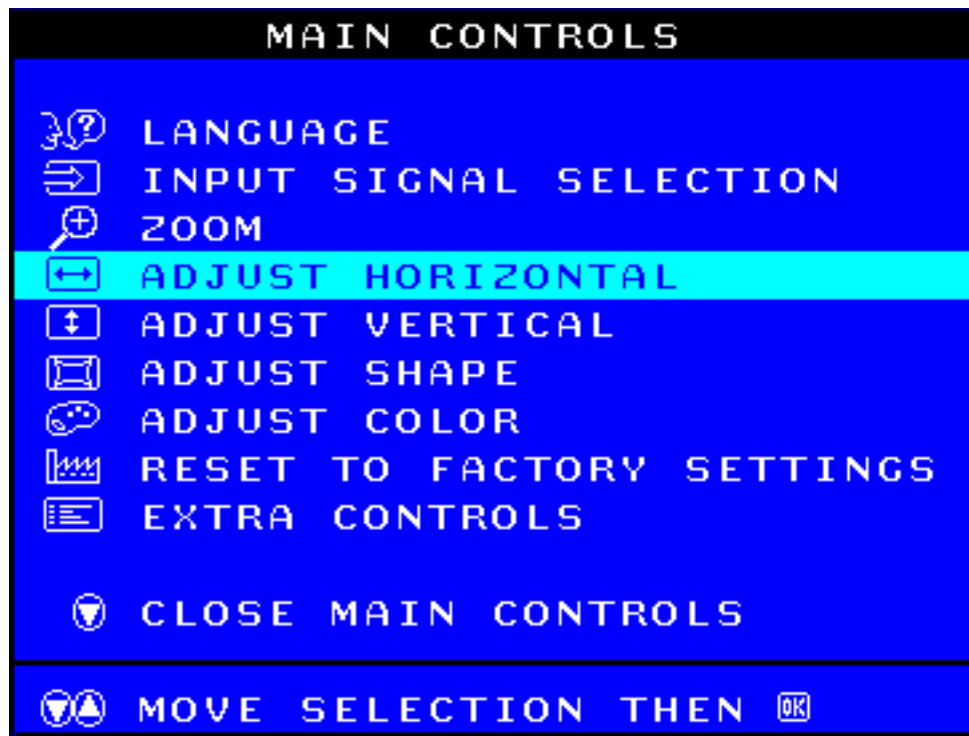 MAIN CONTROLS
LANGUAGE
INPUT SIGNAL SELECTION
ZOOM
ADJUST HORIZONTAL
ADJUST VERTICAL
ADJUST SHAPE
ADJUST COLOR
RESET TO FACTORY SETTINGS
EXTRA CONTROLS
CLOSE MAIN CONTROLS
MOVE SELECTION THEN OK